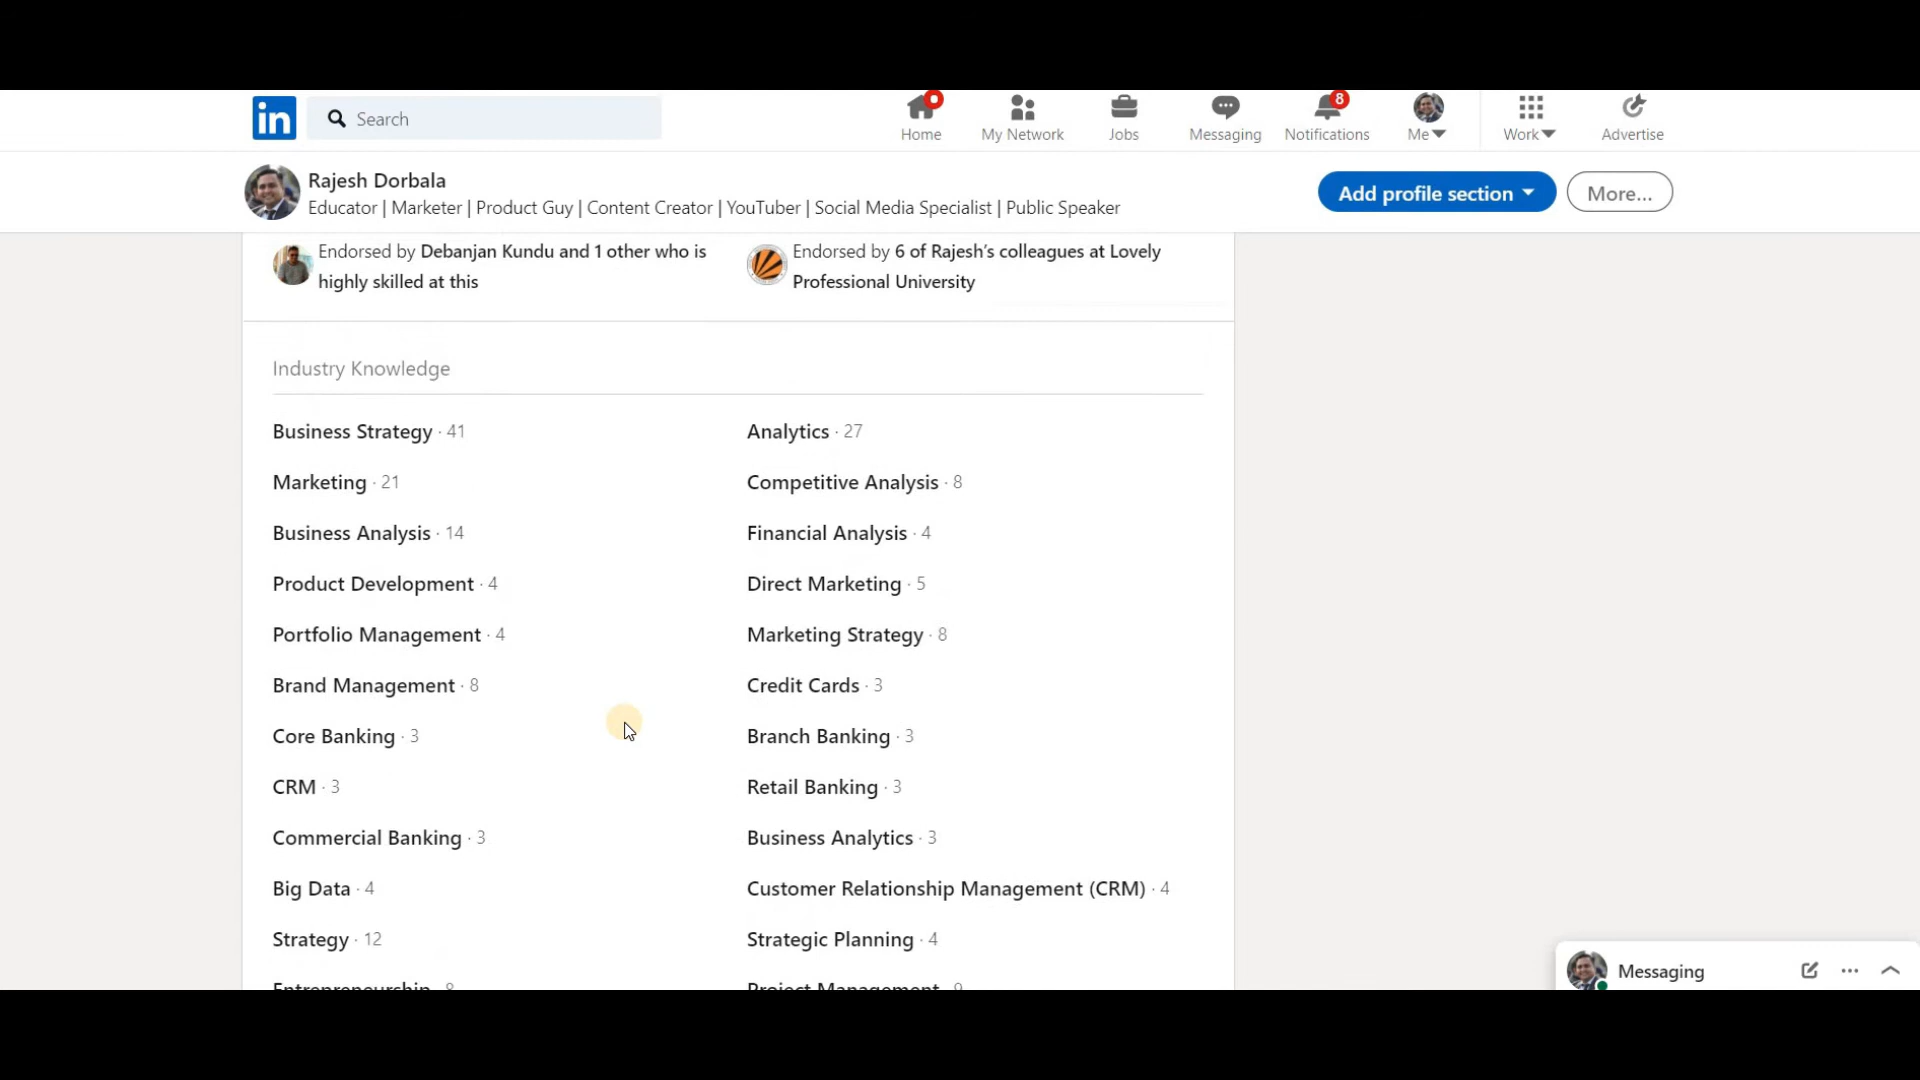 in
Search
Home
My Network
Jobs
Messaging
8
Notifications
Me
Work
Advertise
Rajesh Dorbala
Educator | Marketer | Product Guy | Content Creator | YouTuber | Social Media Specialist | Public Speaker
Add profile section
More...
Endorsed by Debanjan Kundu and 1 other who is
highly skilled at this
Endorsed by 6 of Rajesh's colleagues at Lovely
Professional University
Industry Knowledge
Business Strategy · 41
Analytics · 27
Marketing · 21
Competitive Analysis · 8
Business Analysis · 14
Financial Analysis · 4
Product Development · 4
Direct Marketing · 5
Portfolio Management · 4
Marketing Strategy · 8
Brand Management · 8
Credit Cards · 3
Core Banking · 3
Branch Banking · 3
CRM · 3
Retail Banking · 3
Commercial Banking · 3
Business Analytics · 3
Big Data · 4
Customer Relationship Management (CRM) · 4
Strategy · 12
Strategic Planning · 4
Entrepreneurship
Project Management
Messaging